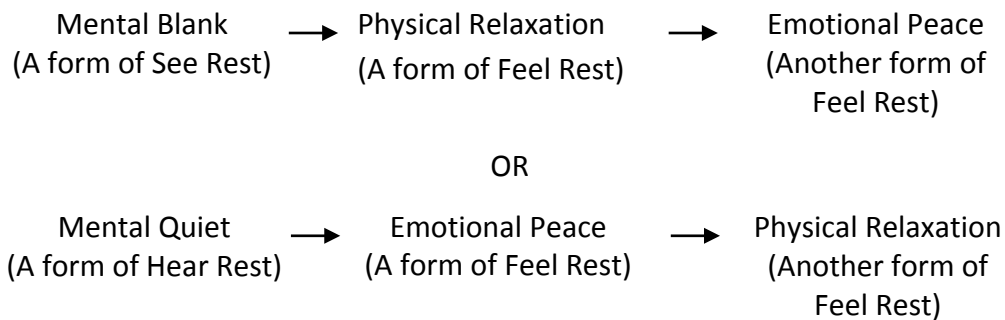 Mental Blank → Physical Relaxation → Emotional Peace
(A form of See Rest) (A form of Feel Rest) (Another form of
Feel Rest)
OR
Mental Quiet → Emotional Peace → Physical Relaxation
(A form of Hear Rest) (A form of Feel Rest) (Another form of
Feel Rest)